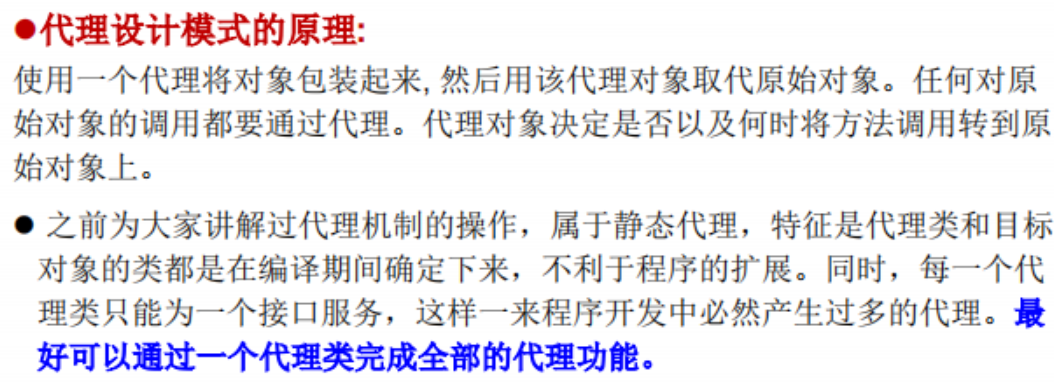 ●代理设计模式的原理:
使用一个代理将对象包装起来, 然后用该代理对象取代原始对象。任何对原
始对象的调用都要通过代理。代理对象决定是否以及何时将方法调用转到原
始对象上。
● 之前为大家讲解过代理机制的操作，属于静态代理，特征是代理类和目标
对象的类都是在编译期间确定下来，不利于程序的扩展。同时，每一个代
理类只能为一个接口服务，这样一来程序开发中必然产生过多的代理。最
好可以通过一个代理类完成全部的代理功能。